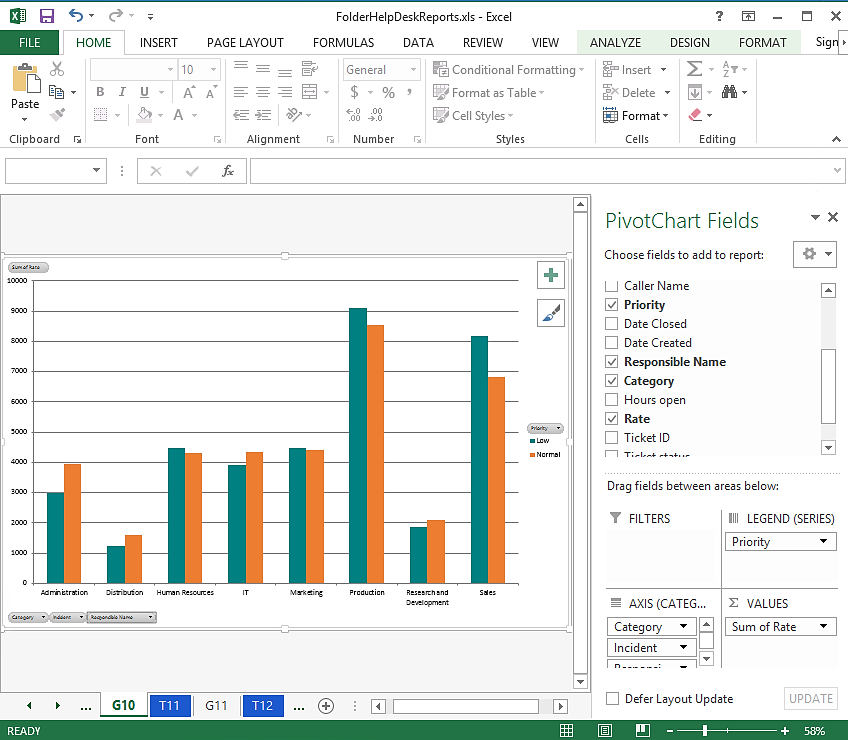 FolderHelpDeskReports.xls - Excel
?
FILE HOME INSERT PAGE LAYOUT FORMULAS DATA REVIEW VIEW ANALYZE DESIGN FORMAT Sign
10 General Conditional Formatting Insert
Paste B I U A A $ % , Format as Table Delete
A .00 .00 Cell Styles Format
Clipboard Font Alignment Number Styles Cells Editing
fx
PivotChart Fields
Choose fields to add to report:
Caller Name
Priority
Date Closed
Date Created
Responsible Name
Category
Hours open
Rate
Ticket ID
Ticket status
Drag fields between areas below:
FILTERS
LEGEND (SERIES)
Priority
AXIS (CATEG...
Category
Incident
Responsi
VALUES
Sum of Rate
Defer Layout Update
UPDATE
Sum of Rate
10000
9000
8000
7000
6000
5000
4000
3000
2000
1000
0
Administration Distribution Human Resources IT Marketing Production Research and Development Sales
Priority
Low
Normal
Category Incident Responsible Name
... G10 T11 G11 T12 ...
READY
58%